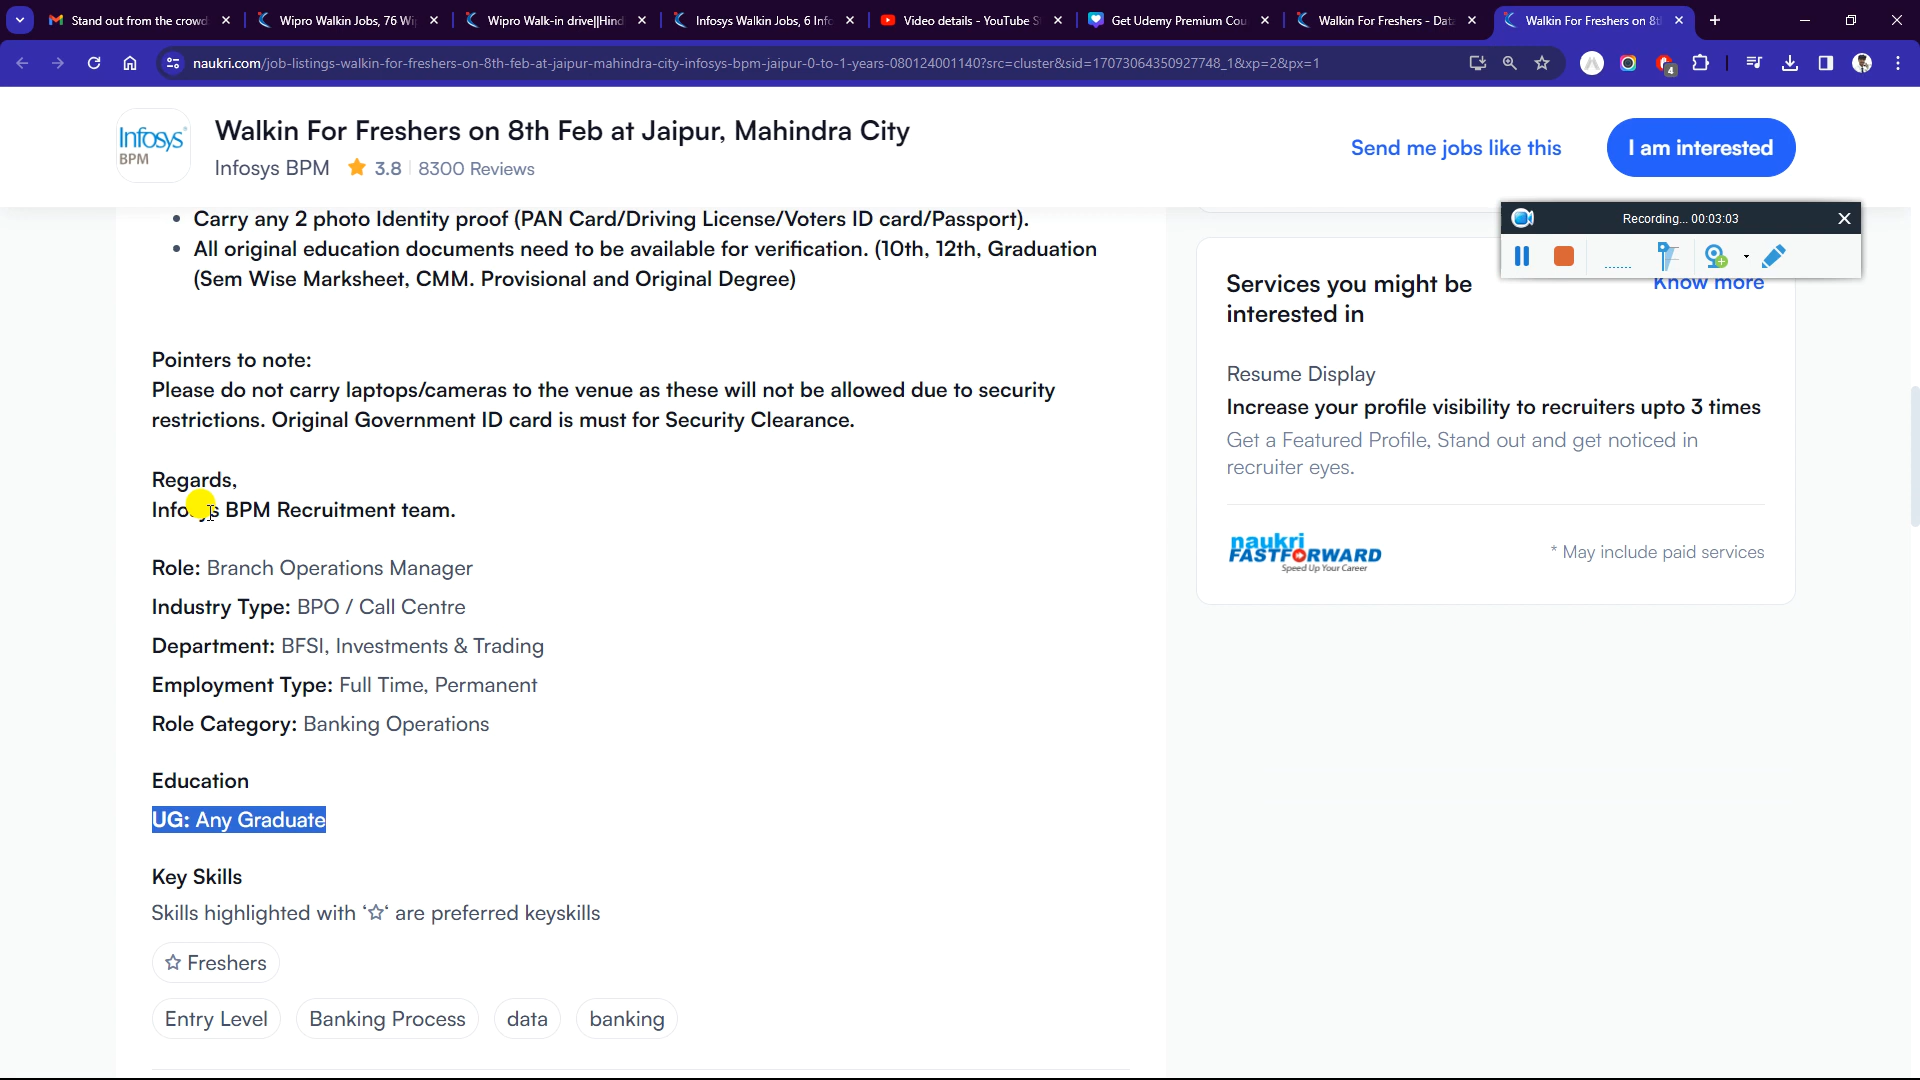 Stand out from the crowd
Wipro Walkin Jobs, 76 Wi
Wipro Walk-in drive||Hind
Infosys Walkin Jobs, 6 Info
Video details - YouTube S
Get Udemy Premium Cou
Walkin For Freshers - Dat
Walkin For Freshers on 8t
naukri.com/job-listings-walkin-for-freshers-on-8th-feb-at-jaipur-mahindra-city-infosys-bpm-jaipur-0-to-1-years-080124001140?src=cluster&sid=17073064350927748_1&xp=2&px=1
4
Infosys
BPM
Walkin For Freshers on 8th Feb at Jaipur, Mahindra City
Infosys BPM 3.8 8300 Reviews
Send me jobs like this
I am interested
Recording... 00:03:03
• Carry any 2 photo Identity proof (PAN Card/Driving License/Voters ID card/Passport).
• All original education documents need to be available for verification. (10th, 12th, Graduation
(Sem Wise Marksheet, CMM. Provisional and Original Degree)
Pointers to note:
Please do not carry laptops/cameras to the venue as these will not be allowed due to security
restrictions. Original Government ID card is must for Security Clearance.
Regards,
Infosys BPM Recruitment team.
Role: Branch Operations Manager
Industry Type: BPO / Call Centre
Department: BFSI, Investments & Trading
Employment Type: Full Time, Permanent
Role Category: Banking Operations
Education
UG: Any Graduate
Key Skills
Skills highlighted with ‘☆‘ are preferred keyskills
☆ Freshers
Entry Level
Banking Process
data
banking
Services you might be
interested in
Know more
Resume Display
Increase your profile visibility to recruiters upto 3 times
Get a Featured Profile, Stand out and get noticed in
recruiter eyes.
naukri
FASTFORWARD
Speed Up Your Career
* May include paid services